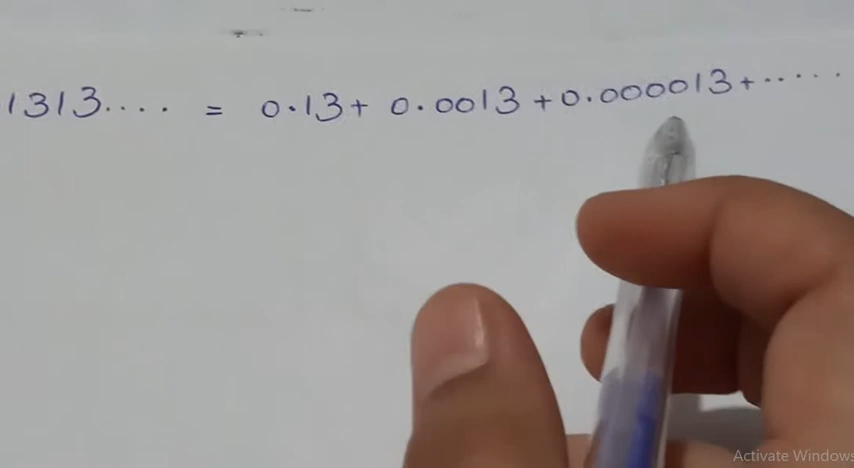 1313.... = 0.13+ 0.0013 +0.000013+.....
Activate Windows